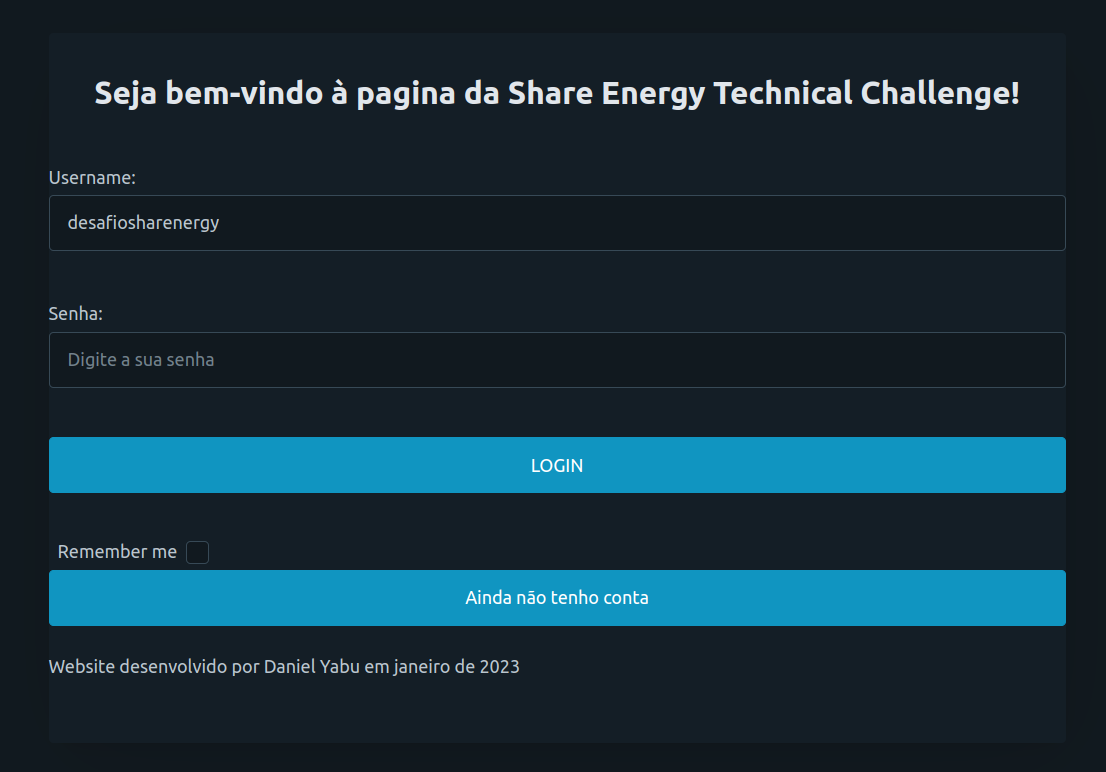 Seja bem-vindo à pagina da Share Energy Technical Challenge!
Username:
desafiosharenergy
Senha:
Digite a sua senha
LOGIN
Remember me
Ainda não tenho conta
Website desenvolvido por Daniel Yabu em janeiro de 2023